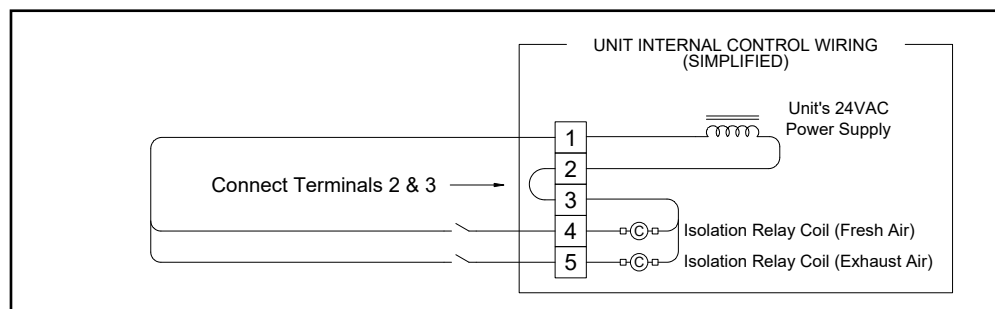 UNIT INTERNAL CONTROL WIRING
(SIMPLIFIED)
Unit's 24VAC
Power Supply
1
2
Connect Terminals 2 & 3
3
4
C
Isolation Relay Coil (Fresh Air)
5
C
Isolation Relay Coil (Exhaust Air)